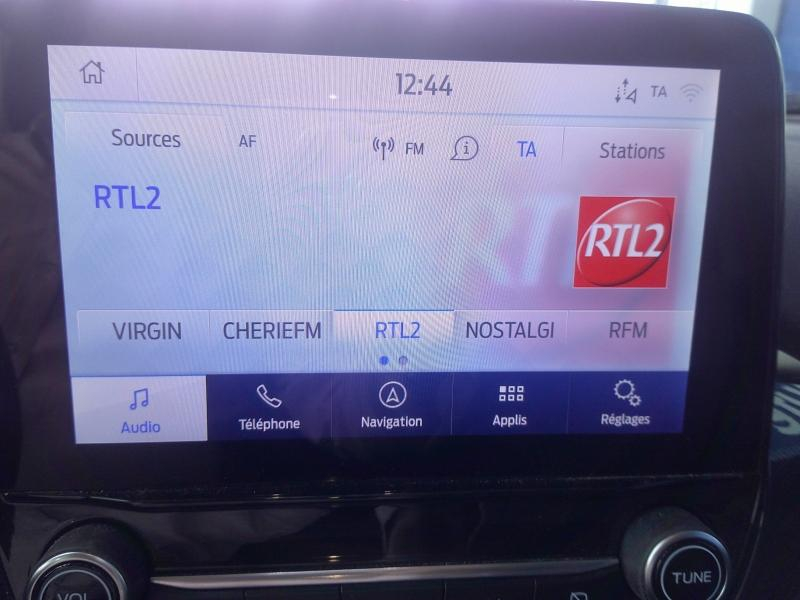 12:44 TA
Sources AF FM i TA Stations
RTL2
RTL2
VIRGIN CHERIEFM RTL2 NOSTALGI RFM
Audio Téléphone Navigation Applis Réglages
VOL TUNE